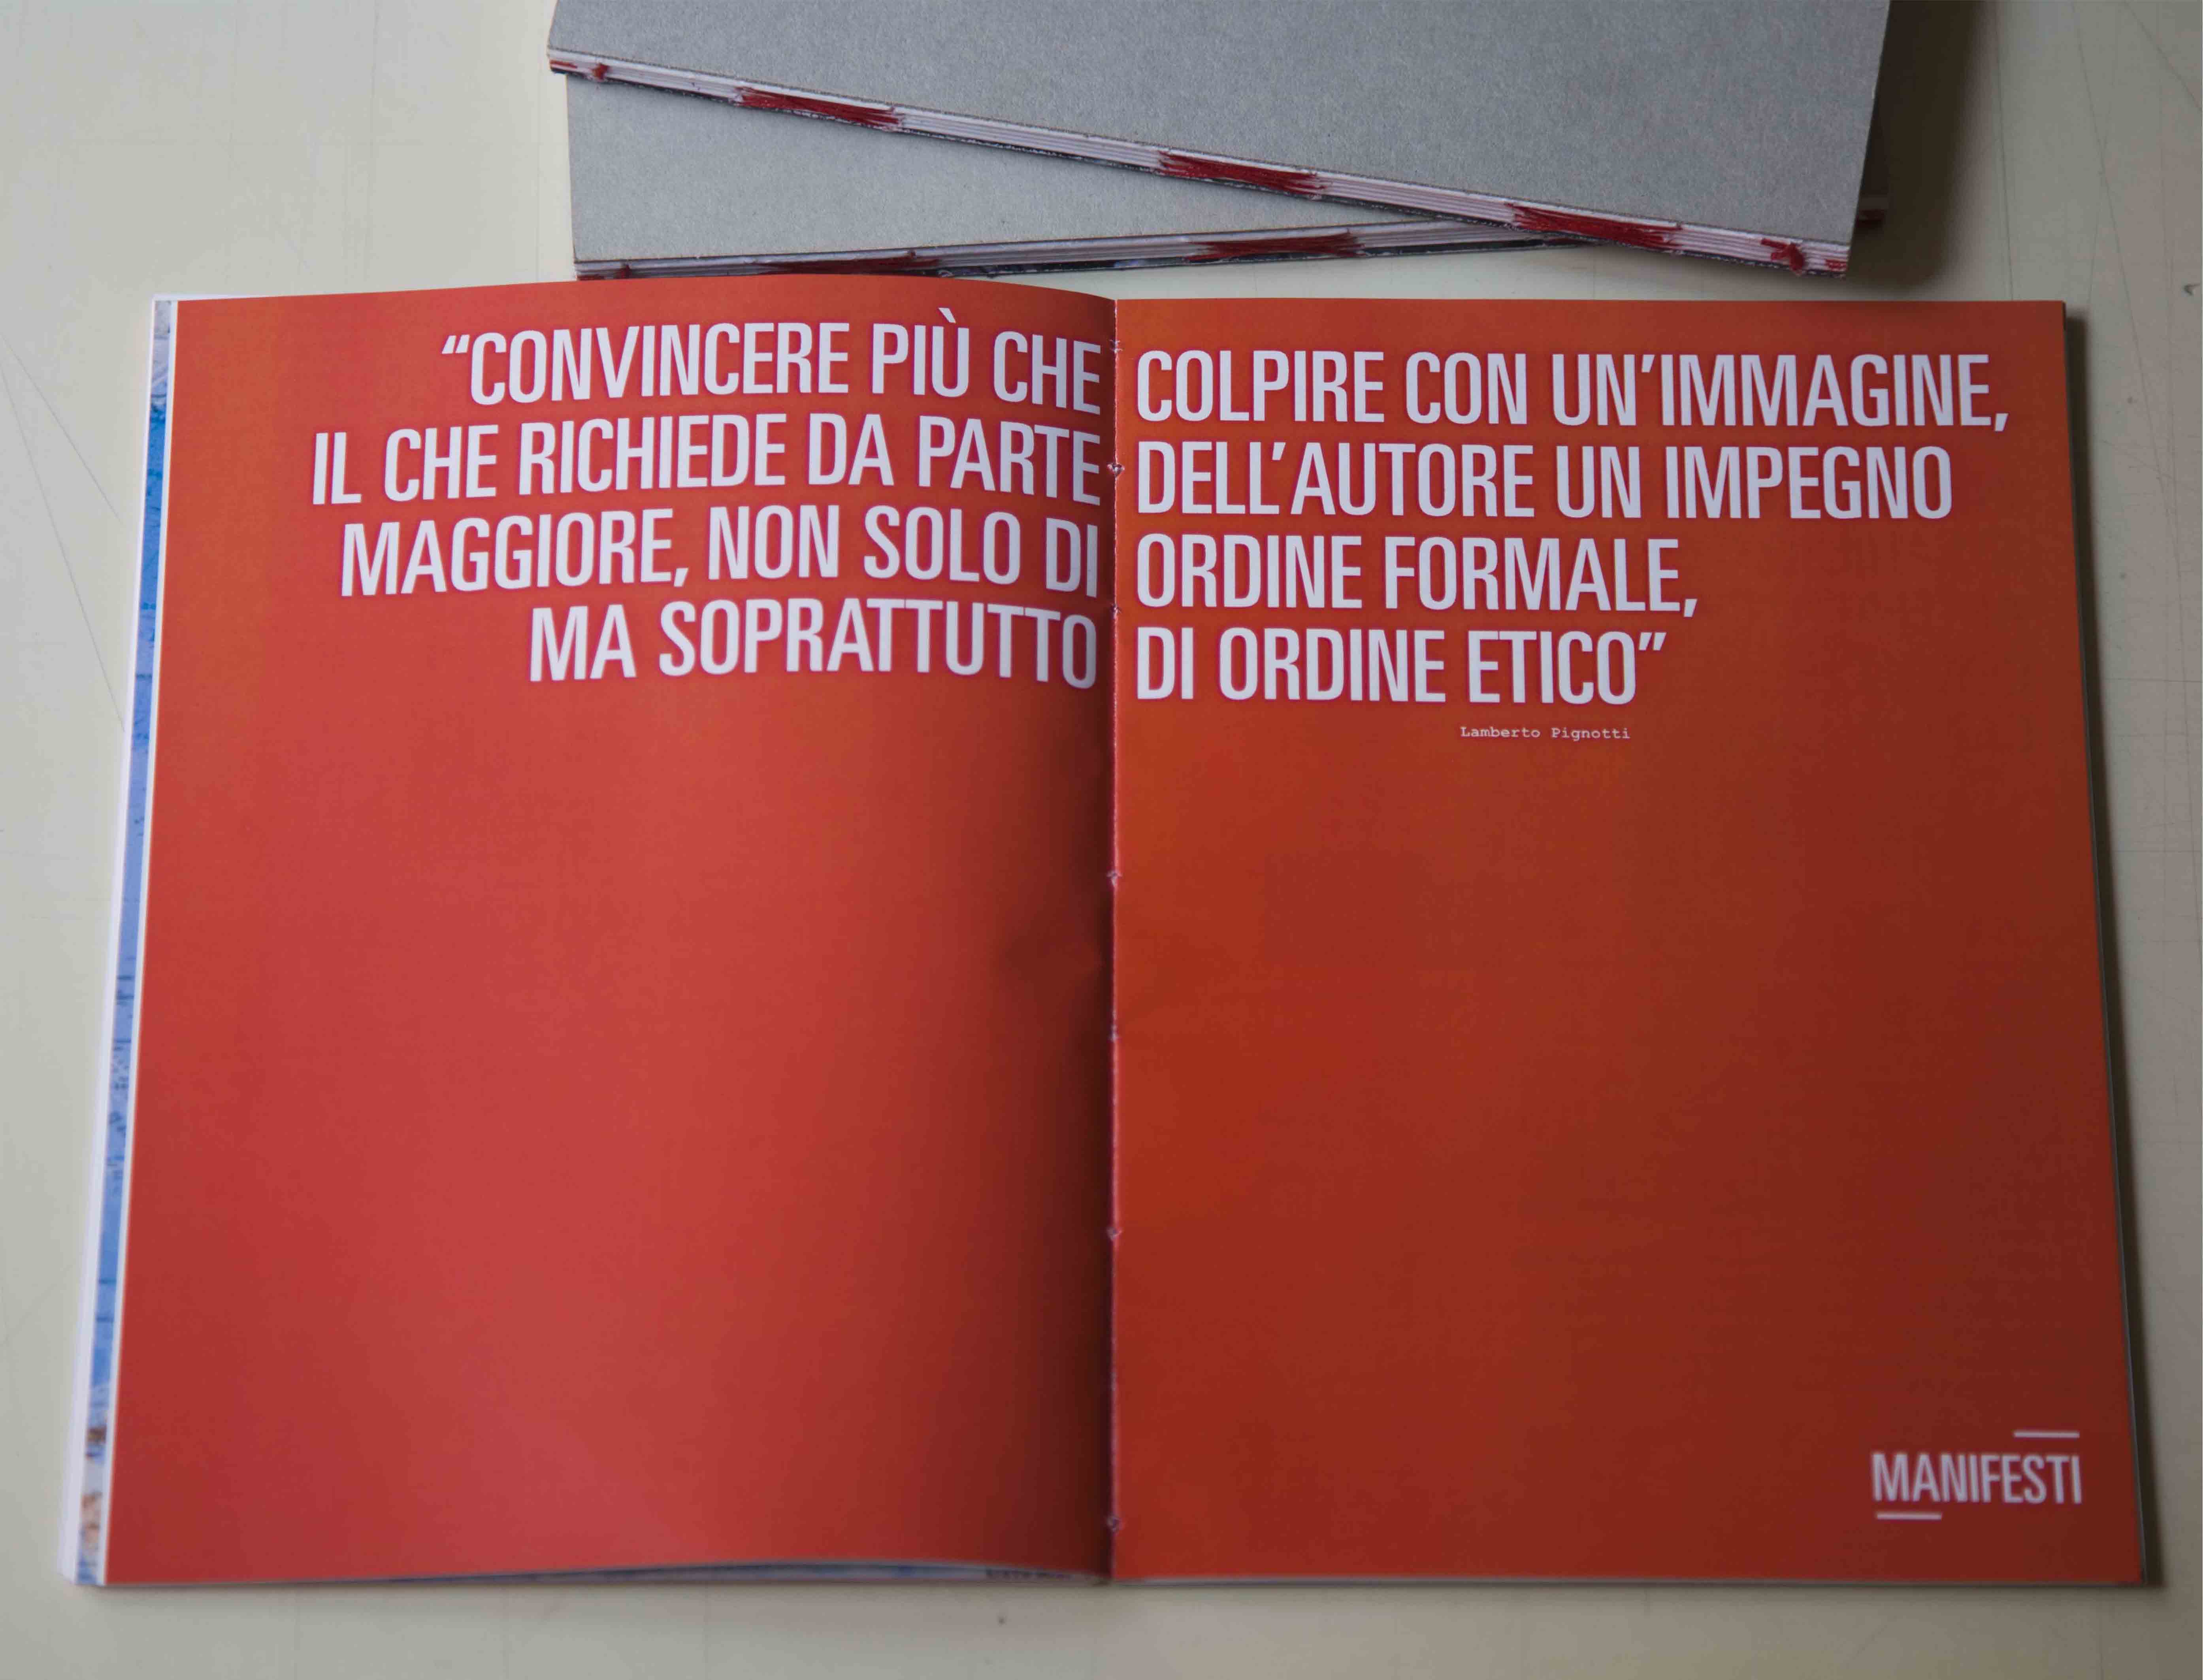 “CONVINCERE PIÙ CHE COLPIRE CON UN’IMMAGINE,
IL CHE RICHIEDE DA PARTE DELL’AUTORE UN IMPEGNO
MAGGIORE, NON SOLO DI ORDINE FORMALE,
MA SOPRATTUTTO DI ORDINE ETICO”
Lamberto Pignotti
MANIFESTI